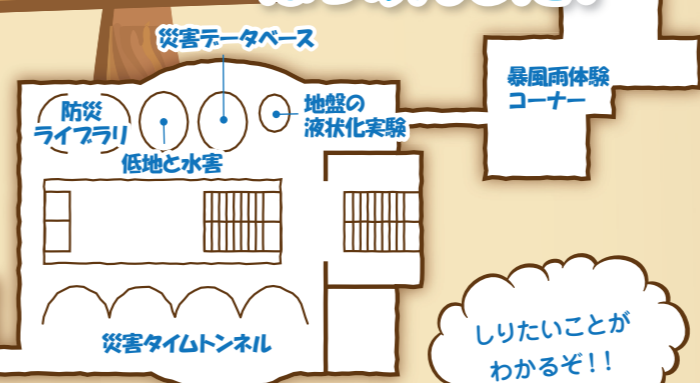 災害データベース
暴風雨体験
コーナー
防災
ライブラリ
地盤の
液状化実験
低地と水害
災害タイムトンネル
しりたいことが
わかるぞ!!